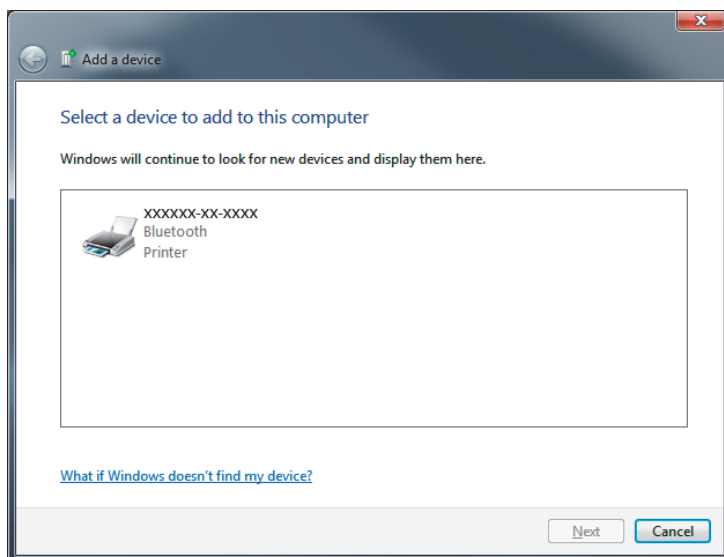 Add a device
Select a device to add to this computer
Windows will continue to look for new devices and display them here.
XXXXXX-XX-XXXX
Bluetooth
Printer
What if Windows doesn't find my device?
Next
Cancel